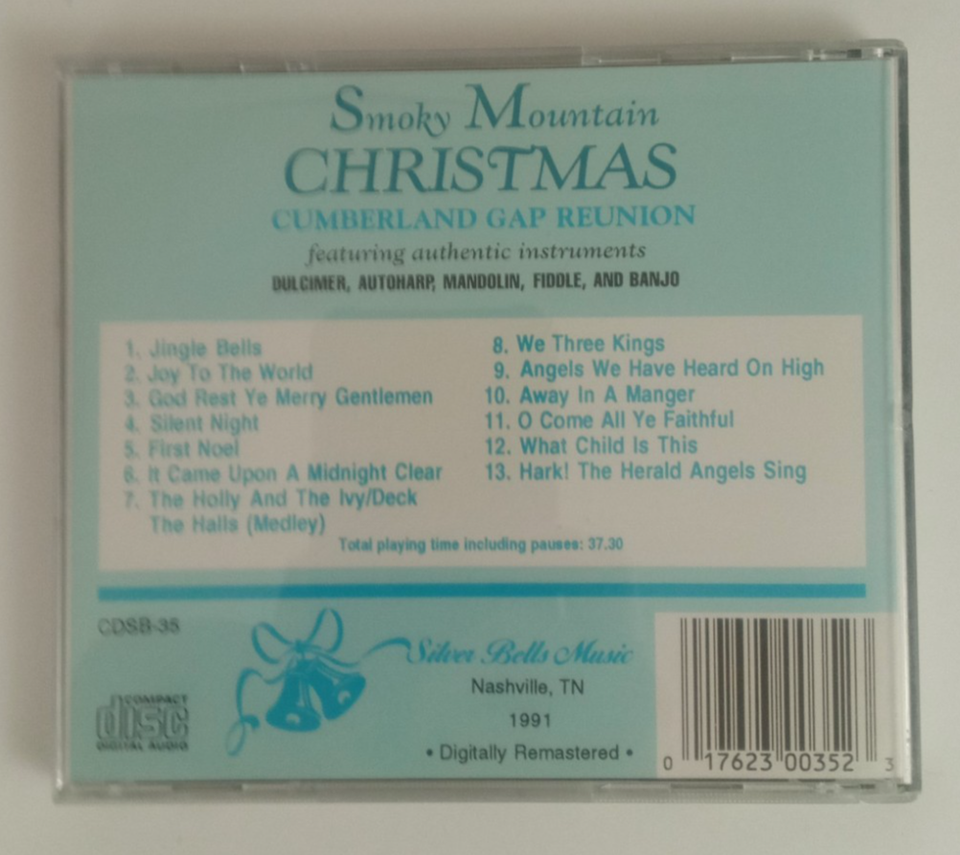 Smoky Mountain
CHRISTMAS
CUMBERLAND GAP REUNION
featuring authentic instruments
DULCIMER, AUTOHARP, MANDOLIN, FIDDLE, AND BANJO
1. Jingle Bells
2. Joy To The World
3. God Rest Ye Merry Gentlemen
4. Silent Night
5. First Noel
6. It Came Upon A Midnight Clear
7. The Holly And The Ivy/Deck
The Halls (Medley)
8. We Three Kings
9. Angels We Have Heard On High
10. Away In A Manger
11. O Come All Ye Faithful
12. What Child Is This
13. Hark! The Herald Angels Sing
Total playing time including pauses: 37.30
CDSB-35
COMPACT
disc
DIGITAL AUDIO
Silver Bells Music
Nashville, TN
1991
• Digitally Remastered •
0 17623 00352 3